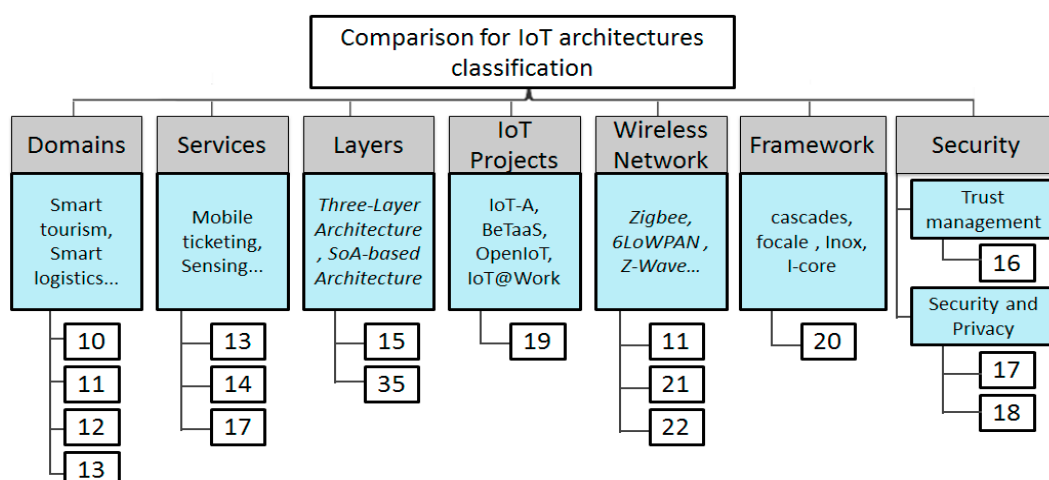 Comparison for IoT architectures
classification
Domains
Smart
tourism,
Smart
logistics...
10
11
12
13
Services
Mobile
ticketing,
Sensing...
13
14
17
Layers
Three-Layer
Architecture
, SoA-based
Architecture
15
35
IoT
Projects
IoT-A,
BeTaaS,
OpenIoT,
IoT@Work
19
Wireless
Network
Zigbee,
6LoWPAN ,
Z-Wave...
11
21
22
Framework
cascades,
focale , Inox,
I-core
20
Security
Trust
management
16
Security and
Privacy
17
18